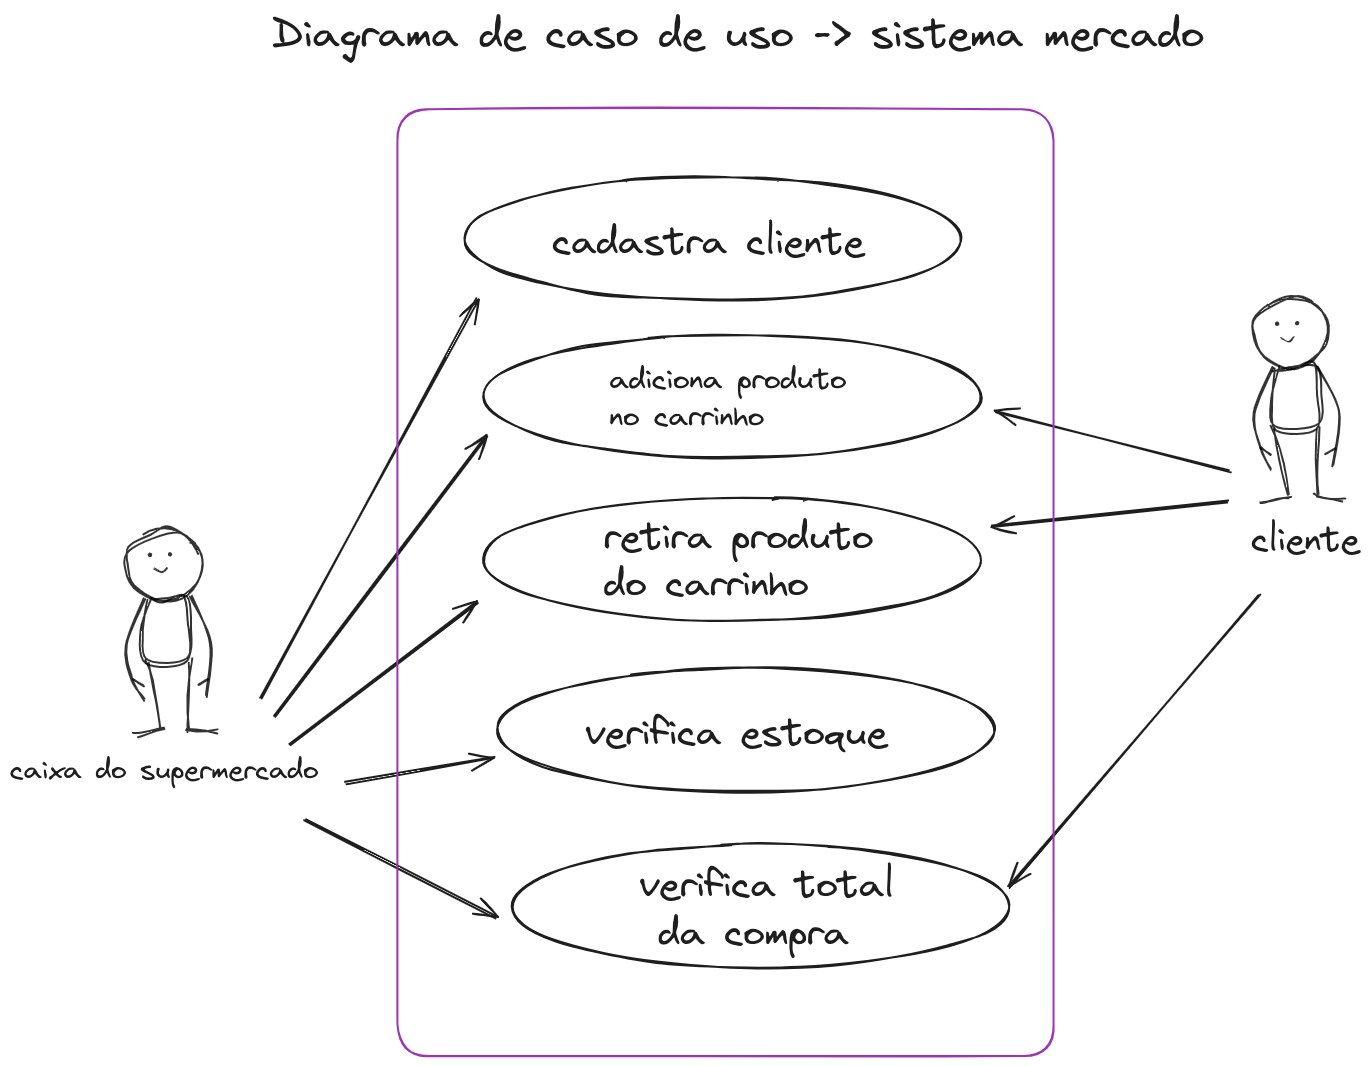 Diagrama de caso de uso -> sistema mercado
cadastra cliente
adiciona produto
no carrinho
retira produto
do carrinho
cliente
verifica estoque
caixa do supermercado
verifica total
da compra